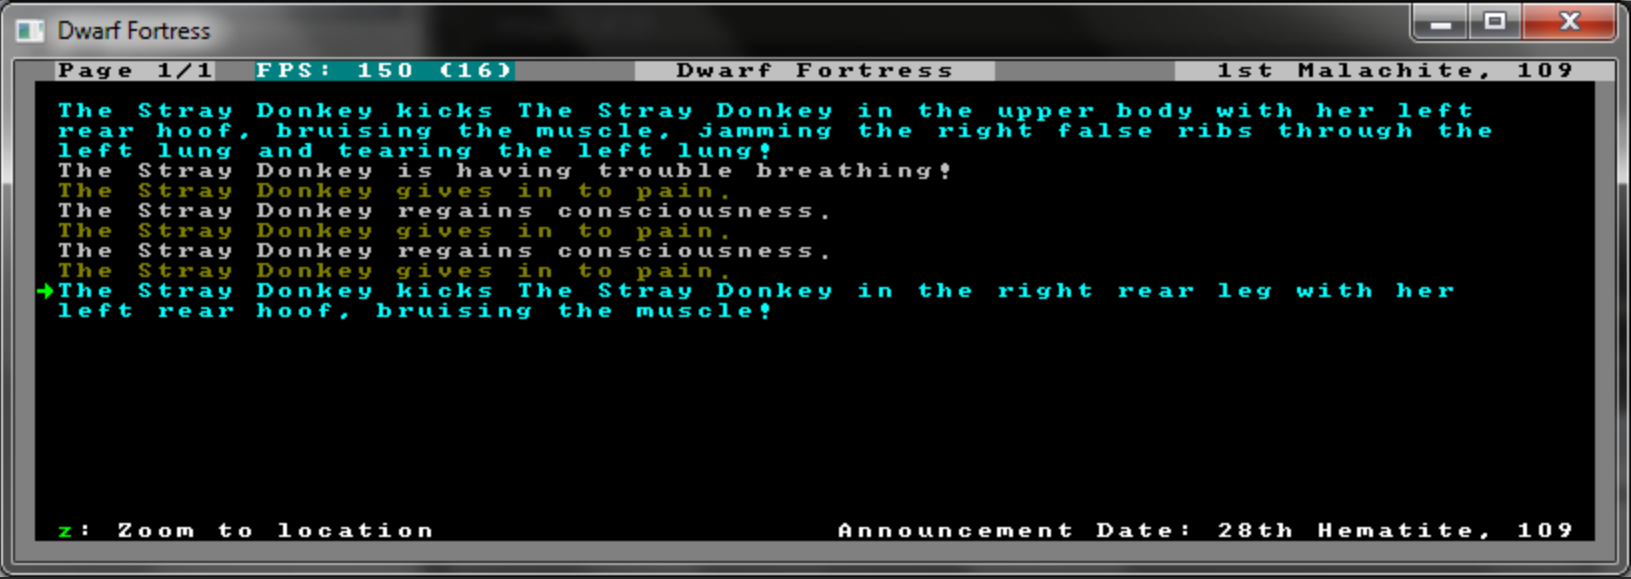 Dwarf Fortress
Page 1/1 FPS: 150 (16) Dwarf Fortress 1st Malachite, 109
The Stray Donkey kicks The Stray Donkey in the upper body with her left
rear hoof, bruising the muscle, jamming the right false ribs through the
left lung and tearing the left lung!
The Stray Donkey is having trouble breathing!
The Stray Donkey gives in to pain.
The Stray Donkey regains consciousness.
The Stray Donkey gives in to pain.
The Stray Donkey regains consciousness.
The Stray Donkey gives in to pain.
The Stray Donkey kicks The Stray Donkey in the right rear leg with her
left rear hoof, bruising the muscle!
z: Zoom to location Announcement Date: 28th Hematite, 109